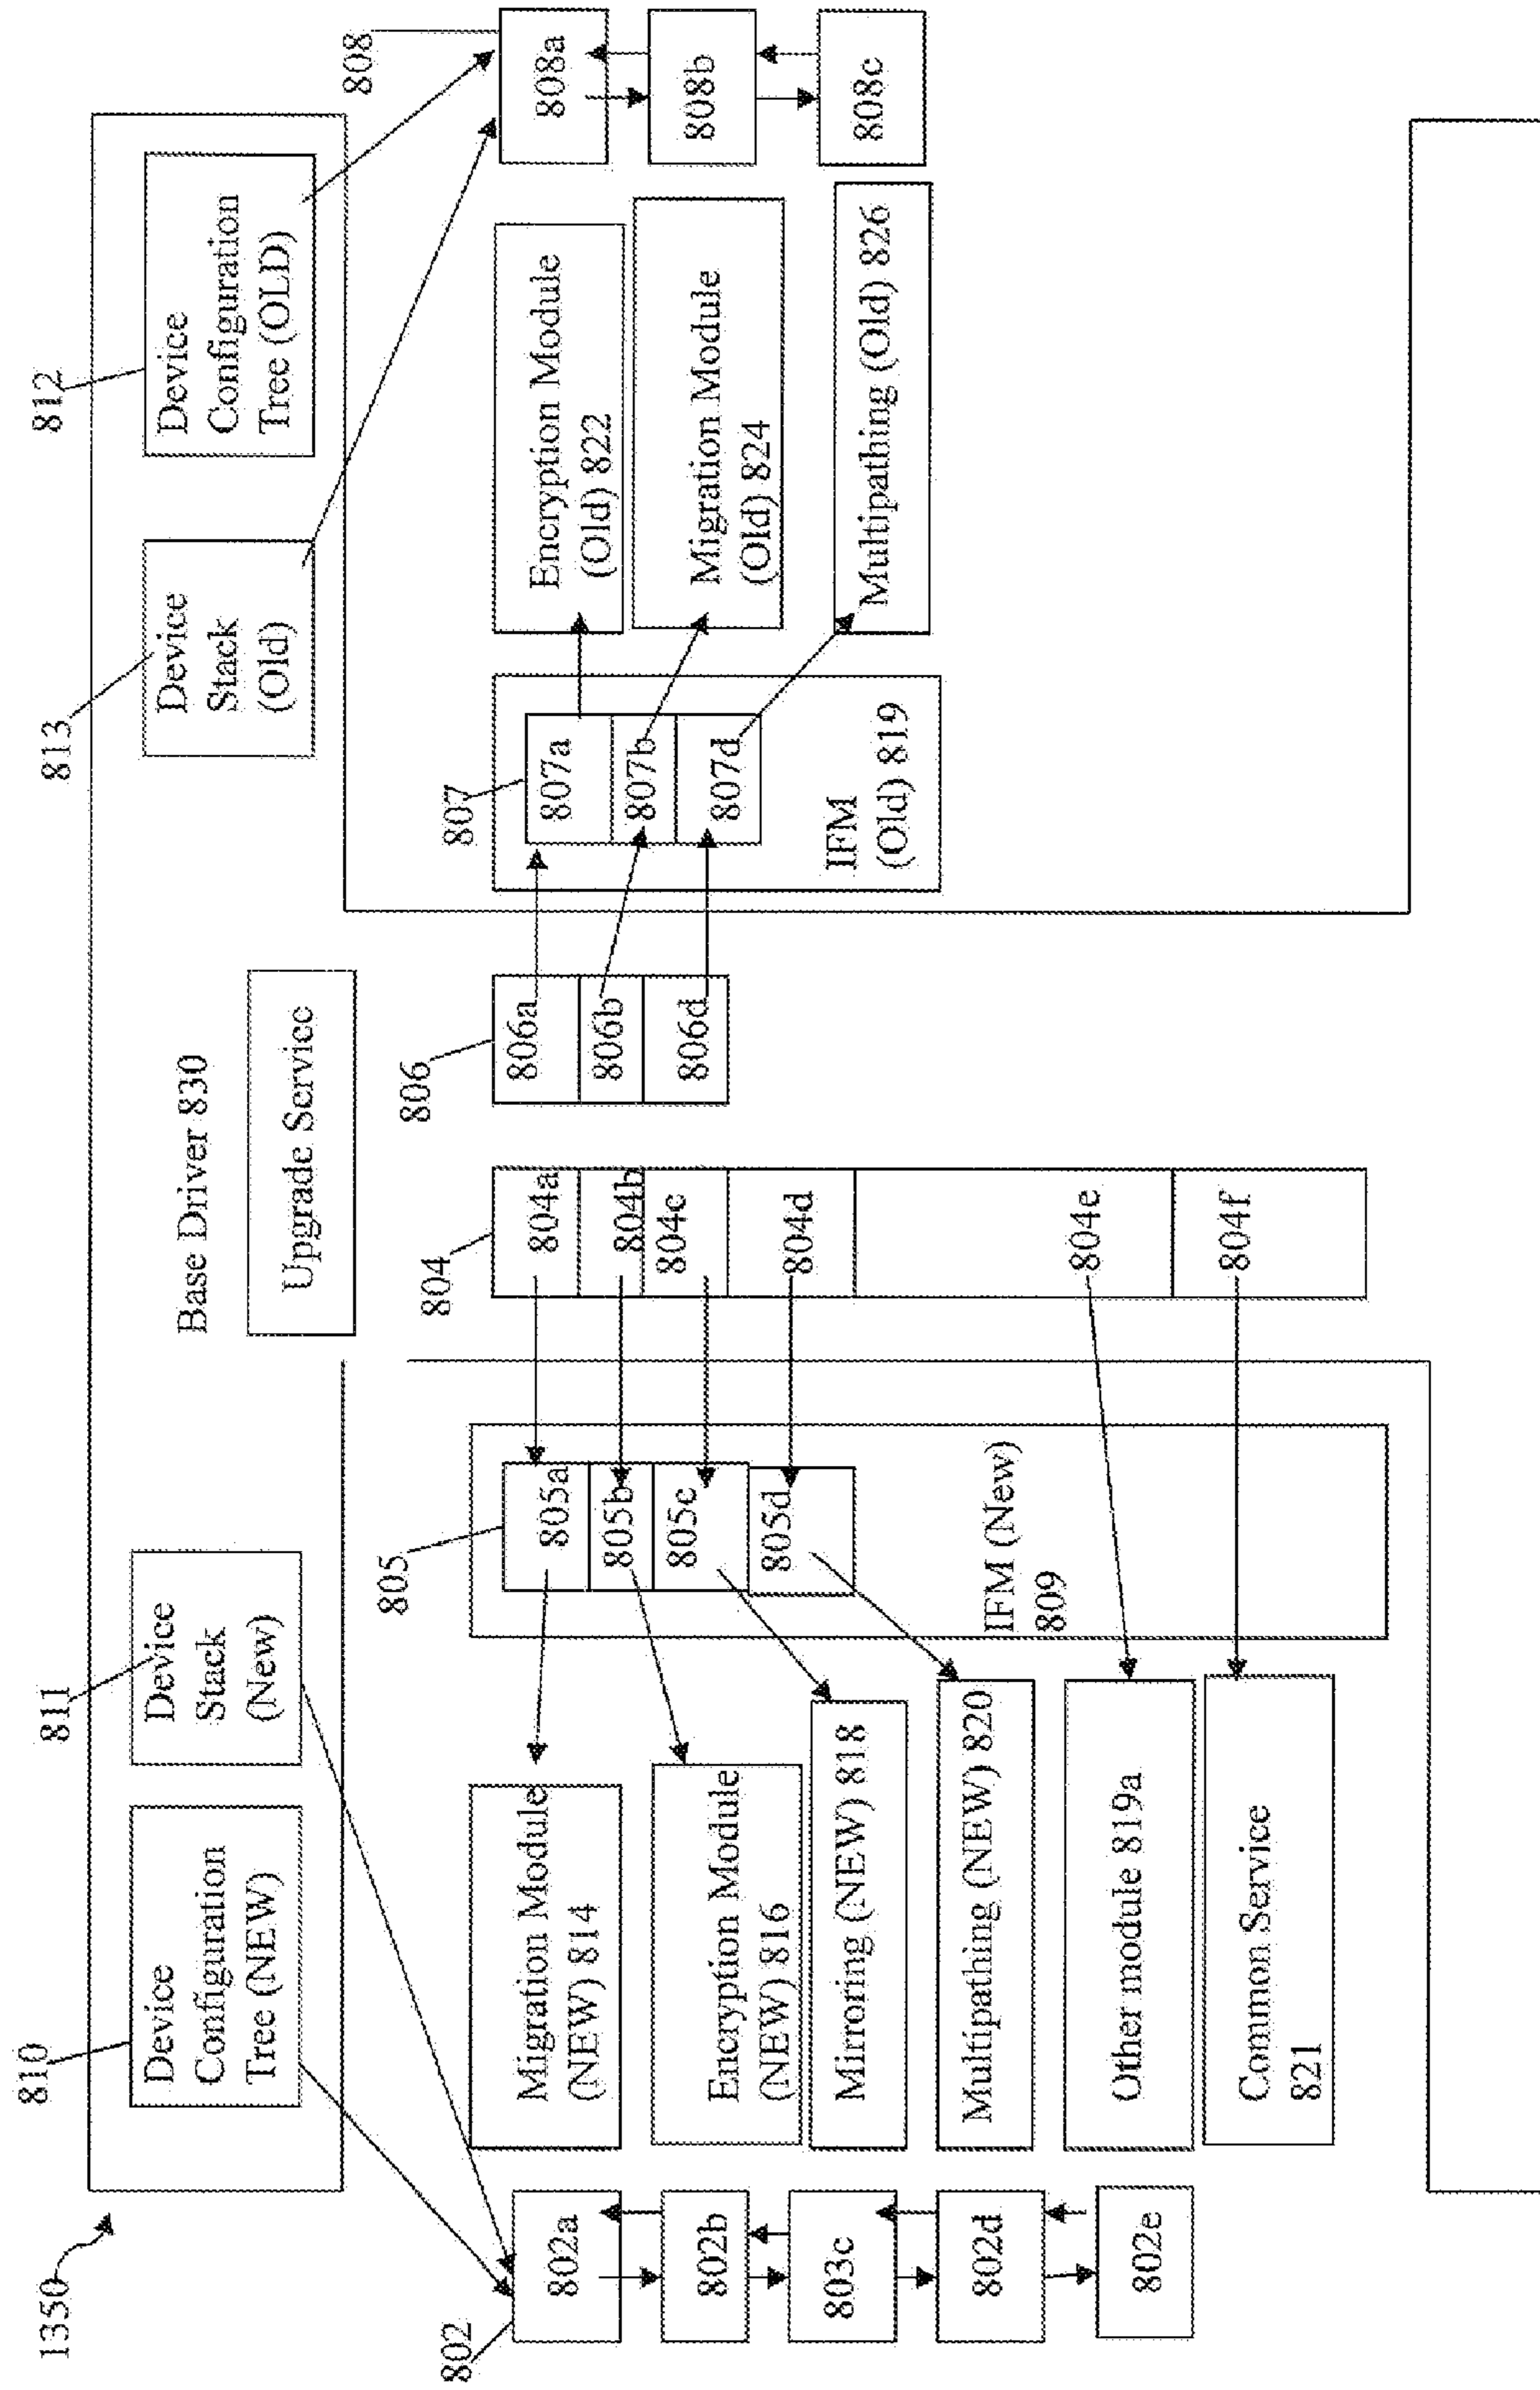 1350
810
Device
Configuration
Tree (NEW)
811
Device
Stack
(New)
Base Driver 830
Upgrade Service
813
Device
Stack
(Old)
812
Device
Configuration
Tree (OLD)
802
802a
802b
803c
802d
802e
Migration Module
(NEW) 814
Encryption Module
(NEW) 816
Mirroring (NEW) 818
Multipathing (NEW) 820
Other module 819a
Common Service
821
805
805a
805b
805c
805d
IFM (New)
809
804
804a
804b
804c
804d
804e
804f
806
806a
806b
806d
807
807a
807b
807d
IFM
(Old) 819
Encryption Module
(Old) 822
Migration Module
(Old) 824
Multipathing (Old) 826
808
808a
808b
808c